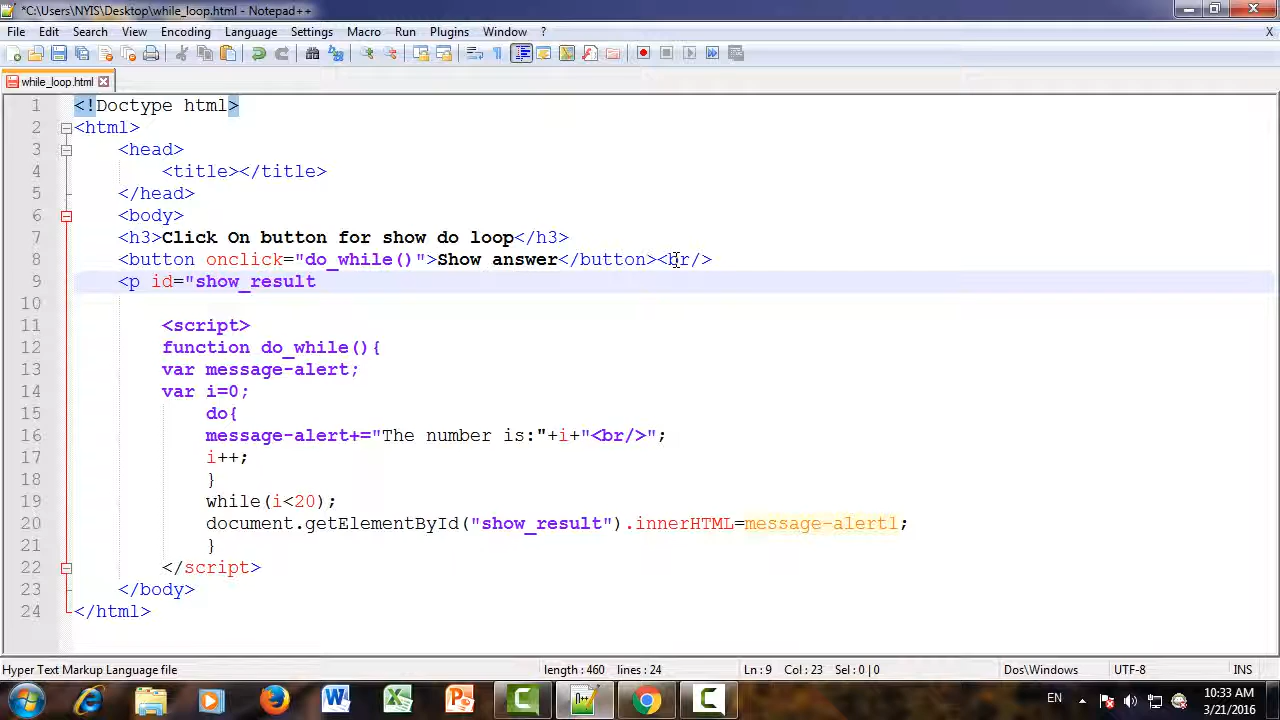 *C:\Users\NYIS\Desktop\while_loop.html - Notepad++
File Edit Search View Encoding Language Settings Macro Run Plugins Window ? X
while_loop.html
1 <!Doctype html>
2 <html>
3 <head>
4 <title></title>
5 </head>
6 <body>
7 <h3>Click On button for show do loop</h3>
8 <button onclick="do_while()">Show answer</button><br/>
9 <p id="show_result
10
11 <script>
12 function do_while(){
13 var message-alert;
14 var i=0;
15 do{
16 message-alert+="The number is:"+i+"<br/>";
17 i++;
18 }
19 while(i<20);
20 document.getElementById("show_result").innerHTML=message-alert1;
21 }
22 </script>
23 </body>
24 </html>
Hyper Text Markup Language file length : 460 lines : 24 Ln : 9 Col : 23 Sel : 0 | 0 Dos\Windows UTF-8 INS
EN 10:33 AM
3/21/2016